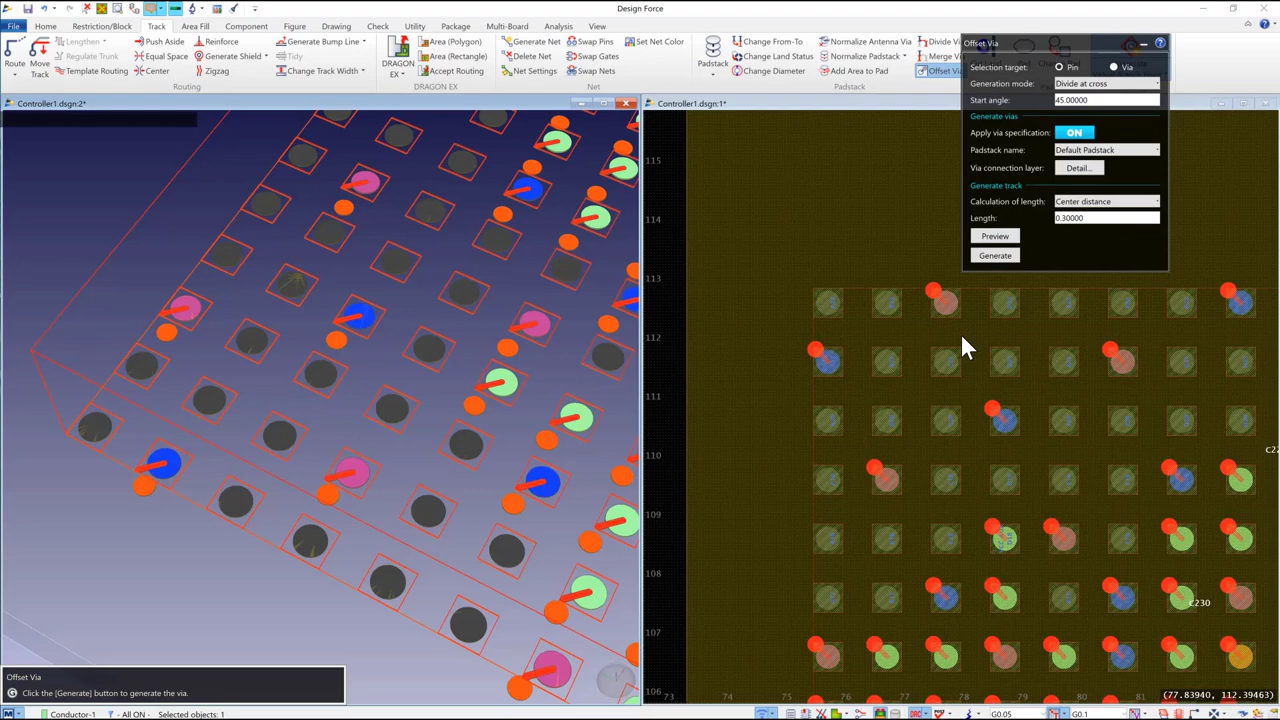 Design Force
File Home Restriction/Block Track Area Fill Component Figure Drawing Check Utility Package Multi-Board Analysis View
Lengthen Push Aside Reinforce Generate Bump Line Area (Polygon) Generate Net Swap Pins Set Net Color Change From-To Normalize Antenna Via Divide Vi
Regulate Trunk Equal Space Generate Shield Area (Rectangle) Delete Net Swap Gates Change Land Status Normalize Padstack Merge V
Template Routing Center Zigzag Change Track Width Accept Routing Net Settings Swap Nets Change Diameter Add Area to Pad Offset Vi
Route Move Track DRAGON EX Padstack
Routing DRAGON EX Net Padstack
Controller1.dsgn:2*
Controller1.dsgn:1*
Offset Via
Selection target: Pin Via
Generation mode: Divide at cross
Start angle: 45.00000
Generate vias
Apply via specification: ON
Padstack name: Default Padstack
Via connection layer: Detail...
Generate track
Calculation of length: Center distance
Length: 0.30000
Preview
Generate
115
114
113
112
111
110
109
108
107
106
73 74 75 76 77 78 79 80 81
c230
Offset Via
Click the [Generate] button to generate the via.
(77.83940, 112.39463)
Conductor-1 - All ON - Selected objects: 1 G0.05 G0.1